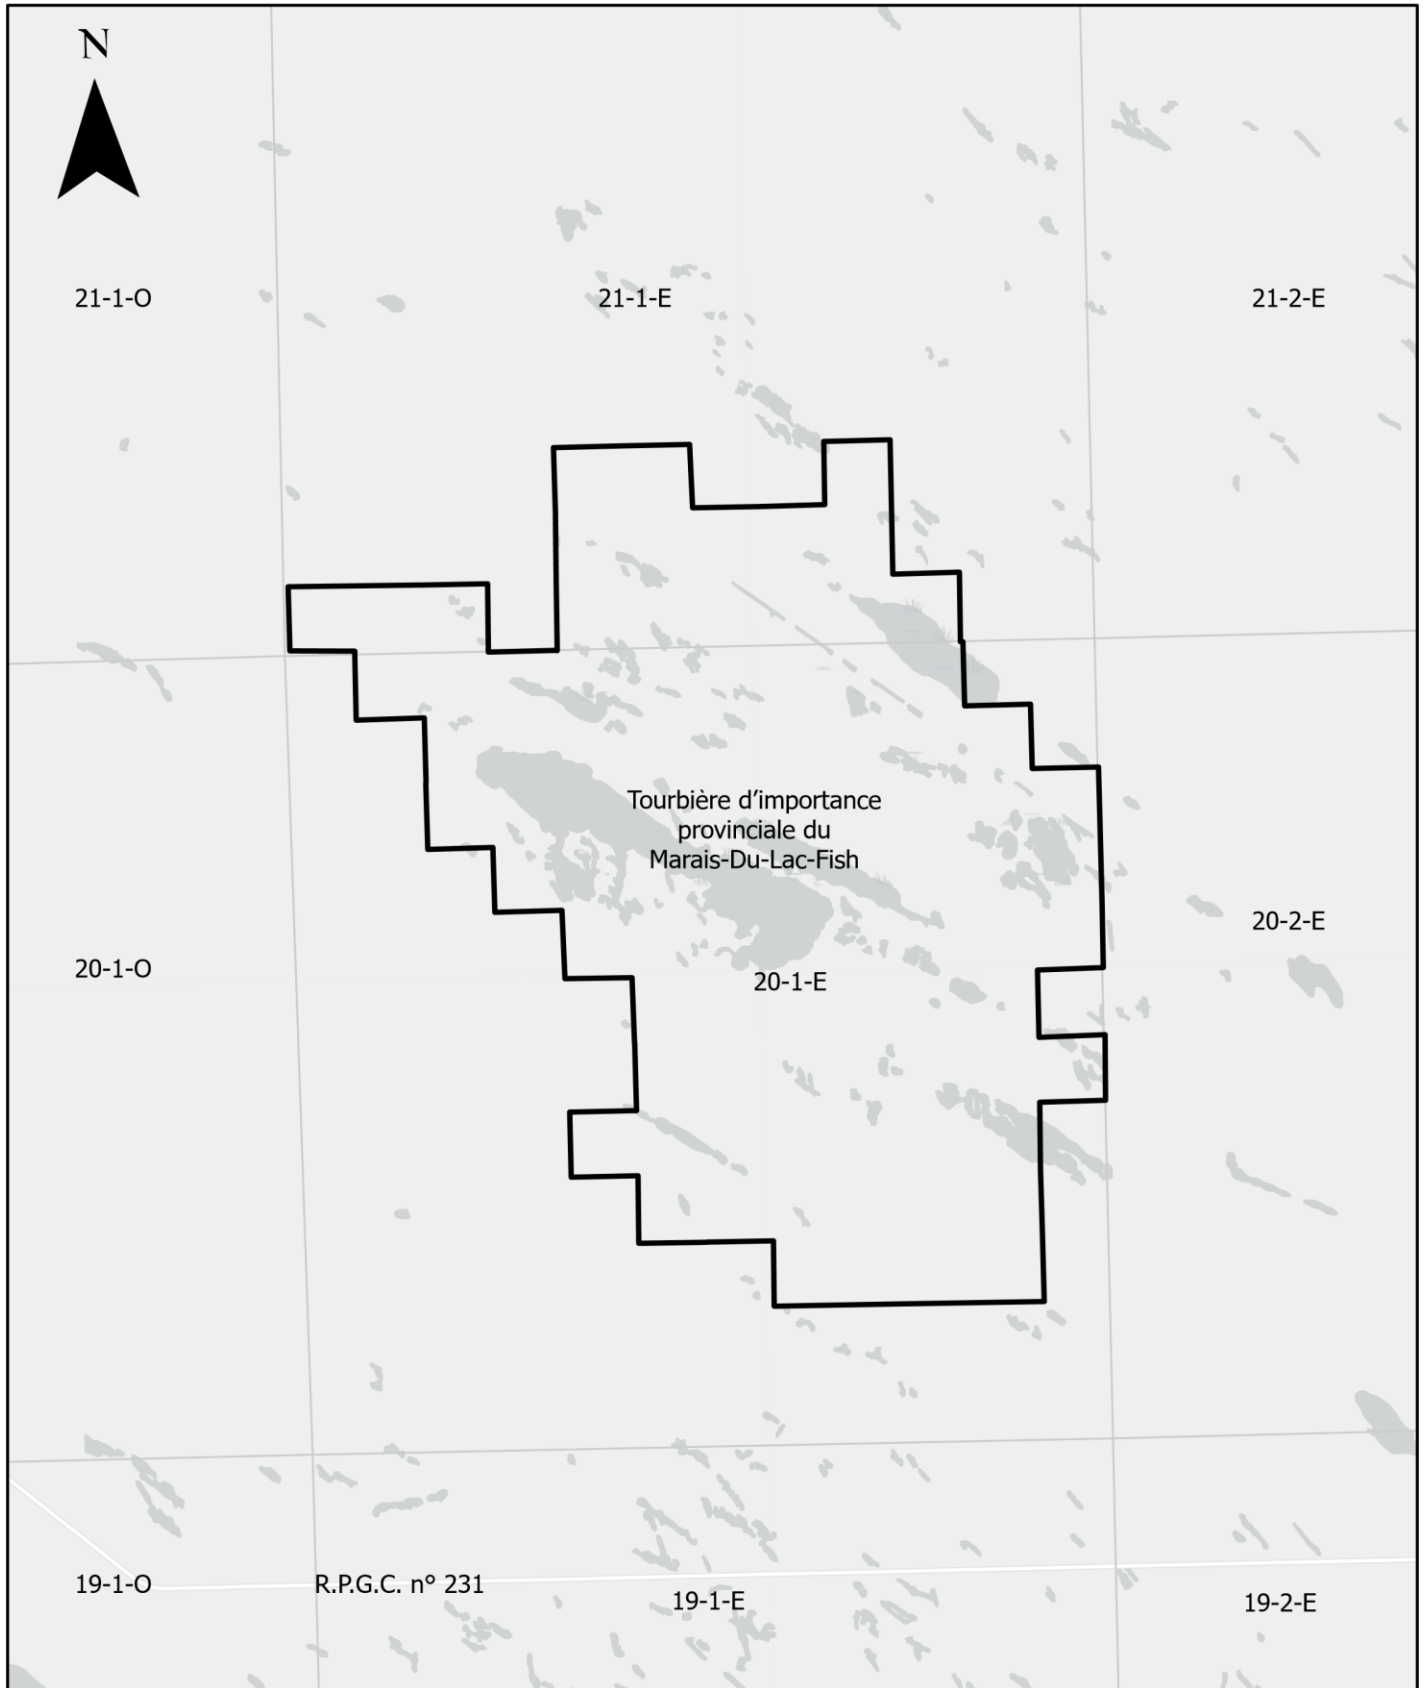 N
21-1-O
21-1-E
21-2-E
Tourbière d'importance
provinciale du
Marais-Du-Lac-Fish
20-2-E
20-1-O
20-1-E
19-1-O
R.P.G.C. nº 231
19-1-E
19-2-E